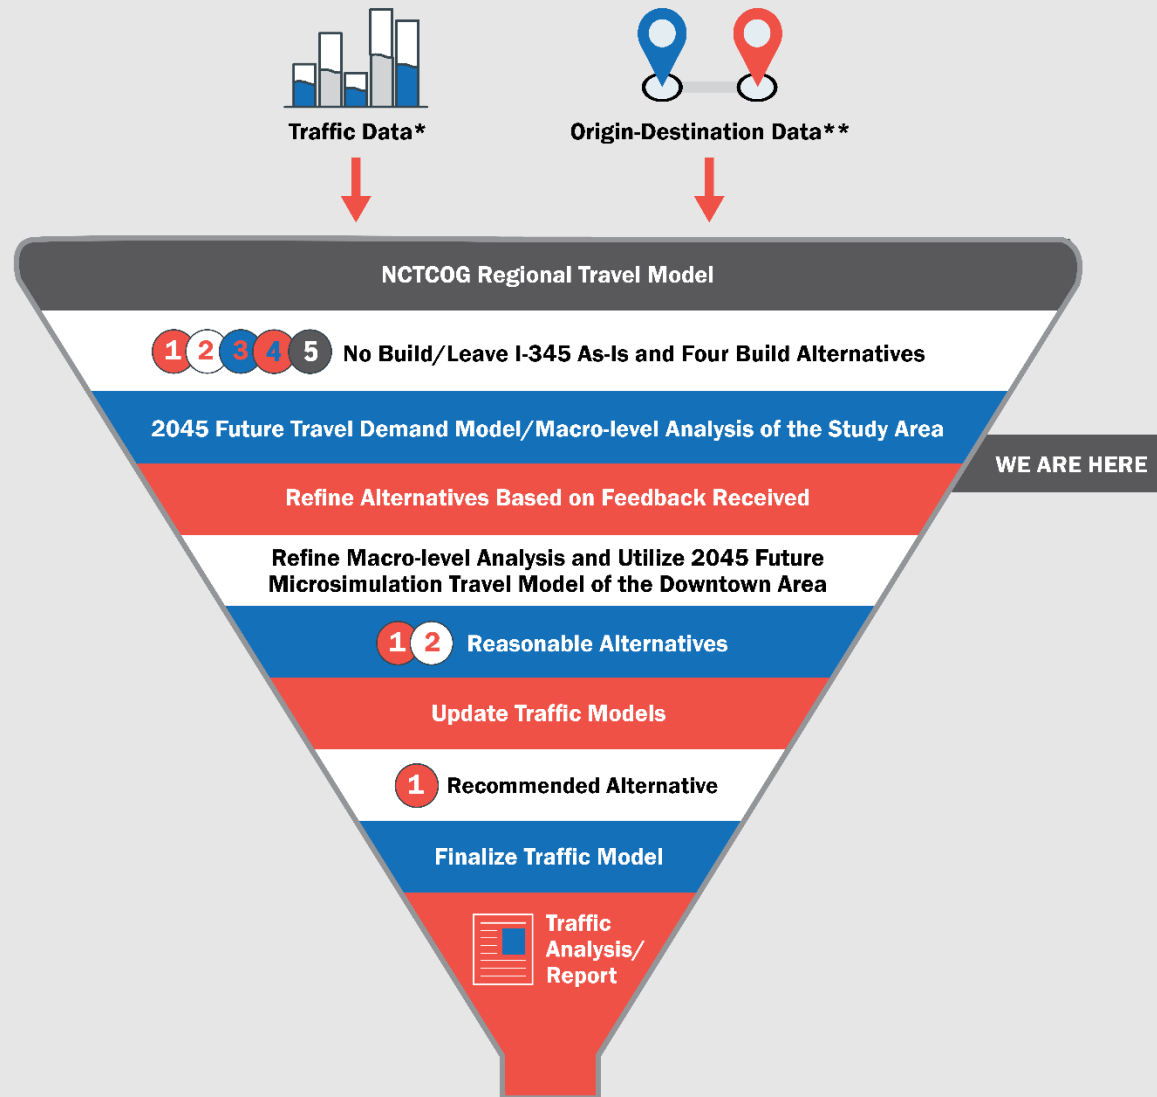 Traffic Data*
Origin-Destination Data**
NCTCOG Regional Travel Model
1 2 3 4 5 No Build/Leave I-345 As-Is and Four Build Alternatives
2045 Future Travel Demand Model/Macro-level Analysis of the Study Area
WE ARE HERE
Refine Alternatives Based on Feedback Received
Refine Macro-level Analysis and Utilize 2045 Future
Microsimulation Travel Model of the Downtown Area
1 2 Reasonable Alternatives
Update Traffic Models
1 Recommended Alternative
Finalize Traffic Model
Traffic
Analysis/
Report